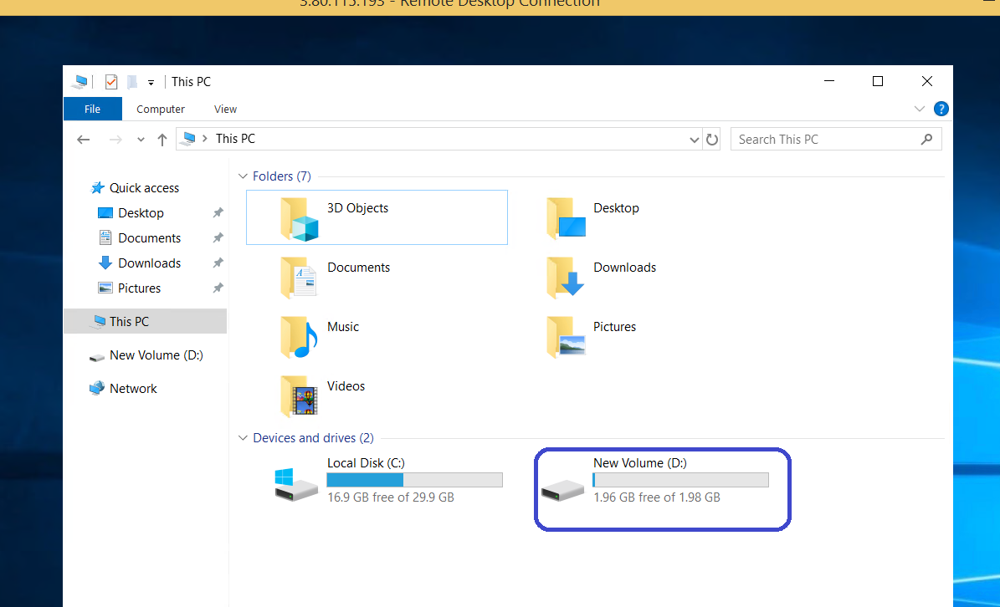 3.80.115.193 - Remote Desktop Connection
This PC
File
Computer
View
?
This PC
Search This PC
Quick access
Desktop
Documents
Downloads
Pictures
This PC
New Volume (D:)
Network
Folders (7)
3D Objects
Desktop
Documents
Downloads
Music
Pictures
Videos
Devices and drives (2)
Local Disk (C:)
16.9 GB free of 29.9 GB
New Volume (D:)
1.96 GB free of 1.98 GB